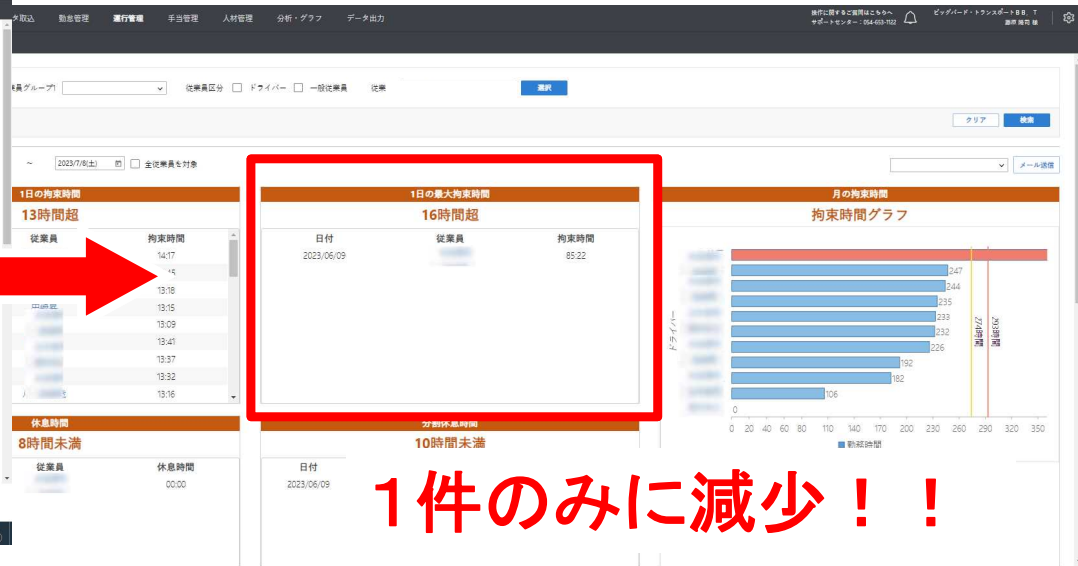 タ取込 勤怠管理 運行管理 手当管理 人材管理 分析・グラフ データ出力
操作に関するご質問はこちらへ
サポートセンター：054-653-1122
ビッグバード・トランスポートBB. T
員グループ1 従業員区分 ドライバー 一般従業員 従業 選択
クリア 検索
～ 2023/7/8(土) 全従業員を対象 メール送信
1日の拘束時間
13時間超
従業員 拘束時間
14:17
13:18
13:15
13:09
13:41
13:37
13:32
13:16
1日の最大拘束時間
16時間超
日付 従業員 拘束時間
2023/06/09 85:22
月の拘束時間
拘束時間グラフ
ドライバー
247
244
235
233
232
226
192
182
106
0
274時間
293時間
0 20 40 60 80 110 140 170 200 230 260 290 320 350
勤務時間
休息時間
8時間未満
従業員 休息時間
00:00
分割休息時間
10時間未満
日付
2023/06/09
1件のみに減少！！